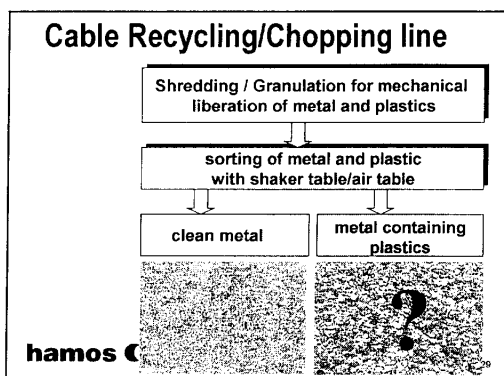 Cable Recycling/Chopping line
Shredding / Granulation for mechanical
liberation of metal and plastics
sorting of metal and plastic
with shaker table/air table
clean metal
metal containing
plastics
?
hamos